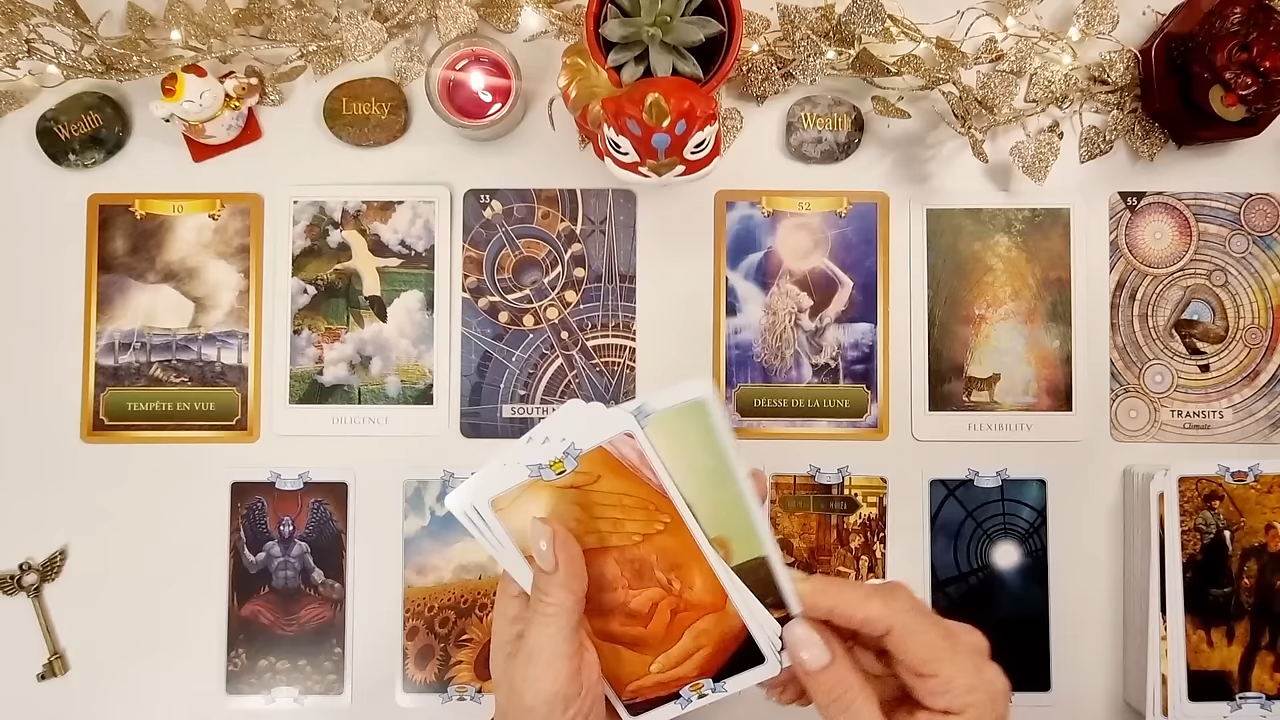 Wealth
Lucky
Wealth
10
33
52
55
TEMPÊTE EN VUE
DILIGENCE
SOUTH
DÉESSE DE LA LUNE
FLEXIBILITY
TRANSITS
Climate